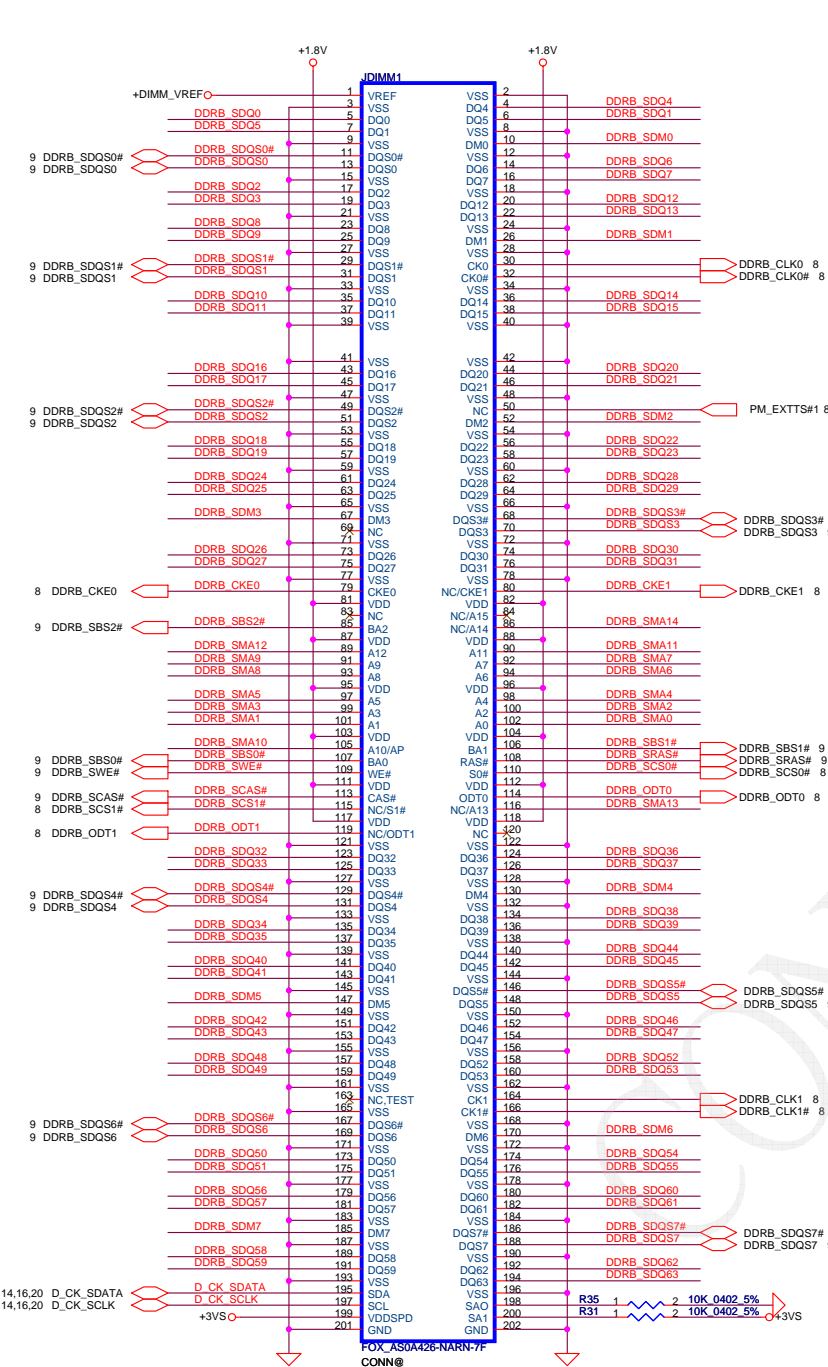 +1.8V +1.8V
JDIMM1
+DIMM_VREF 1 VREF
3 VSS
DDRB_SDQ0 5 DQ0
DDRB_SDQ5 7 DQ1
9 VSS
9 DDRB_SDQS0# DDRB_SDQS0# 11 DQS0#
9 DDRB_SDQS0 DDRB_SDQS0 13 DQS0
15 VSS
DDRB_SDQ2 17 DQ2
DDRB_SDQ3 19 DQ3
21 VSS
DDRB_SDQ8 23 DQ8
DDRB_SDQ9 25 DQ9
27 VSS
9 DDRB_SDQS1# DDRB_SDQS1# 29 DQS1#
9 DDRB_SDQS1 DDRB_SDQS1 31 DQS1
33 VSS
DDRB_SDQ10 35 DQ10
DDRB_SDQ11 37 DQ11
39 VSS
41 VSS
DDRB_SDQ16 43 DQ16
DDRB_SDQ17 45 DQ17
47 VSS
9 DDRB_SDQS2# DDRB_SDQS2# 49 DQS2#
9 DDRB_SDQS2 DDRB_SDQS2 51 DQS2
53 VSS
DDRB_SDQ18 55 DQ18
DDRB_SDQ19 57 DQ19
59 VSS
DDRB_SDQ24 61 DQ24
DDRB_SDQ25 63 DQ25
65 VSS
DDRB_SDM3 67 DM3
69 NC
71 VSS
DDRB_SDQ26 73 DQ26
DDRB_SDQ27 75 DQ27
77 VSS
8 DDRB_CKE0 DDRB_CKE0 79 CKE0
81 VDD
83 NC
9 DDRB_SBS2# DDRB_SBS2# 85 BA2
87 VDD
DDRB_SMA12 89 A12
DDRB_SMA9 91 A9
DDRB_SMA8 93 A8
95 VDD
DDRB_SMA5 97 A5
DDRB_SMA3 99 A3
DDRB_SMA1 101 A1
103 VDD
DDRB_SMA10 105 A10/AP
9 DDRB_SBS0# DDRB_SBS0# 107 BA0
9 DDRB_SWE# DDRB_SWE# 109 WE#
111 VDD
9 DDRB_SCAS# DDRB_SCAS# 113 CAS#
8 DDRB_SCS1# DDRB_SCS1# 115 NC/S1#
117 VDD
8 DDRB_ODT1 DDRB_ODT1 119 NC/ODT1
121 VSS
DDRB_SDQ32 123 DQ32
DDRB_SDQ33 125 DQ33
127 VSS
9 DDRB_SDQS4# DDRB_SDQS4# 129 DQS4#
9 DDRB_SDQS4 DDRB_SDQS4 131 DQS4
133 VSS
DDRB_SDQ34 135 DQ34
DDRB_SDQ35 137 DQ35
139 VSS
DDRB_SDQ40 141 DQ40
DDRB_SDQ41 143 DQ41
145 VSS
DDRB_SDM5 147 DM5
149 VSS
DDRB_SDQ42 151 DQ42
DDRB_SDQ43 153 DQ43
155 VSS
DDRB_SDQ48 157 DQ48
DDRB_SDQ49 159 DQ49
161 VSS
163 NC,TEST
165 VSS
9 DDRB_SDQS6# DDRB_SDQS6# 167 DQS6#
9 DDRB_SDQS6 DDRB_SDQS6 169 DQS6
171 VSS
DDRB_SDQ50 173 DQ50
DDRB_SDQ51 175 DQ51
177 VSS
DDRB_SDQ56 179 DQ56
DDRB_SDQ57 181 DQ57
183 VSS
DDRB_SDM7 185 DM7
187 VSS
DDRB_SDQ58 189 DQ58
DDRB_SDQ59 191 DQ59
193 VSS
14,16,20 D_CK_SDATA D_CK_SDATA 195 SDA
14,16,20 D_CK_SCLK D_CK_SCLK 197 SCL
+3VS 199 VDDSPD
201 GND
VSS 2
DQ4 4 DDRB_SDQ4
DQ5 6 DDRB_SDQ1
VSS 8
DM0 10 DDRB_SDM0
VSS 12
DQ6 14 DDRB_SDQ6
DQ7 16 DDRB_SDQ7
VSS 18
DQ12 20 DDRB_SDQ12
DQ13 22 DDRB_SDQ13
VSS 24
DM1 26 DDRB_SDM1
VSS 28
CK0 30 DDRB_CLK0 8
CK0# 32 DDRB_CLK0# 8
VSS 34
DQ14 36 DDRB_SDQ14
DQ15 38 DDRB_SDQ15
VSS 40
VSS 42
DQ20 44 DDRB_SDQ20
DQ21 46 DDRB_SDQ21
VSS 48
NC 50 PM_EXTTS#1 8
DM2 52 DDRB_SDM2
VSS 54
DQ22 56 DDRB_SDQ22
DQ23 58 DDRB_SDQ23
VSS 60
DQ28 62 DDRB_SDQ28
DQ29 64 DDRB_SDQ29
VSS 66
DQS3# 68 DDRB_SDQS3# DDRB_SDQS3#
DQS3 70 DDRB_SDQS3 DDRB_SDQS3
VSS 72
DQ30 74 DDRB_SDQ30
DQ31 76 DDRB_SDQ31
VSS 78
NC/CKE1 80 DDRB_CKE1 DDRB_CKE1 8
VDD 82
NC/A15 84
NC/A14 86 DDRB_SMA14
VDD 88
A11 90 DDRB_SMA11
A7 92 DDRB_SMA7
A6 94 DDRB_SMA6
VDD 96
A4 98 DDRB_SMA4
A2 100 DDRB_SMA2
A0 102 DDRB_SMA0
VDD 104
BA1 106 DDRB_SBS1# DDRB_SBS1# 9
RAS# 108 DDRB_SRAS# DDRB_SRAS# 9
S0# 110 DDRB_SCS0# DDRB_SCS0# 8
VDD 112
ODT0 114 DDRB_ODT0 DDRB_ODT0 8
NC/A13 116 DDRB_SMA13
VDD 118
NC 120
VSS 122
DQ36 124 DDRB_SDQ36
DQ37 126 DDRB_SDQ37
VSS 128
DM4 130 DDRB_SDM4
VSS 132
DQ38 134 DDRB_SDQ38
DQ39 136 DDRB_SDQ39
VSS 138
DQ44 140 DDRB_SDQ44
DQ45 142 DDRB_SDQ45
VSS 144
DQS5# 146 DDRB_SDQS5# DDRB_SDQS5#
DQS5 148 DDRB_SDQS5 DDRB_SDQS5
VSS 150
DQ46 152 DDRB_SDQ46
DQ47 154 DDRB_SDQ47
VSS 156
DQ52 158 DDRB_SDQ52
DQ53 160 DDRB_SDQ53
VSS 162
CK1 164 DDRB_CLK1 8
CK1# 166 DDRB_CLK1# 8
VSS 168
DM6 170 DDRB_SDM6
VSS 172
DQ54 174 DDRB_SDQ54
DQ55 176 DDRB_SDQ55
VSS 178
DQ60 180 DDRB_SDQ60
DQ61 182 DDRB_SDQ61
VSS 184
DQS7# 186 DDRB_SDQS7# DDRB_SDQS7#
DQS7 188 DDRB_SDQS7 DDRB_SDQS7
VSS 190
DQ62 192 DDRB_SDQ62
DQ63 194 DDRB_SDQ63
VSS 196
SAO 198 R35 1 2 10K_0402_5%
SA1 200 R31 1 2 10K_0402_5% +3VS
GND 202
FOX_AS0A426-NARN-7F
CONN@